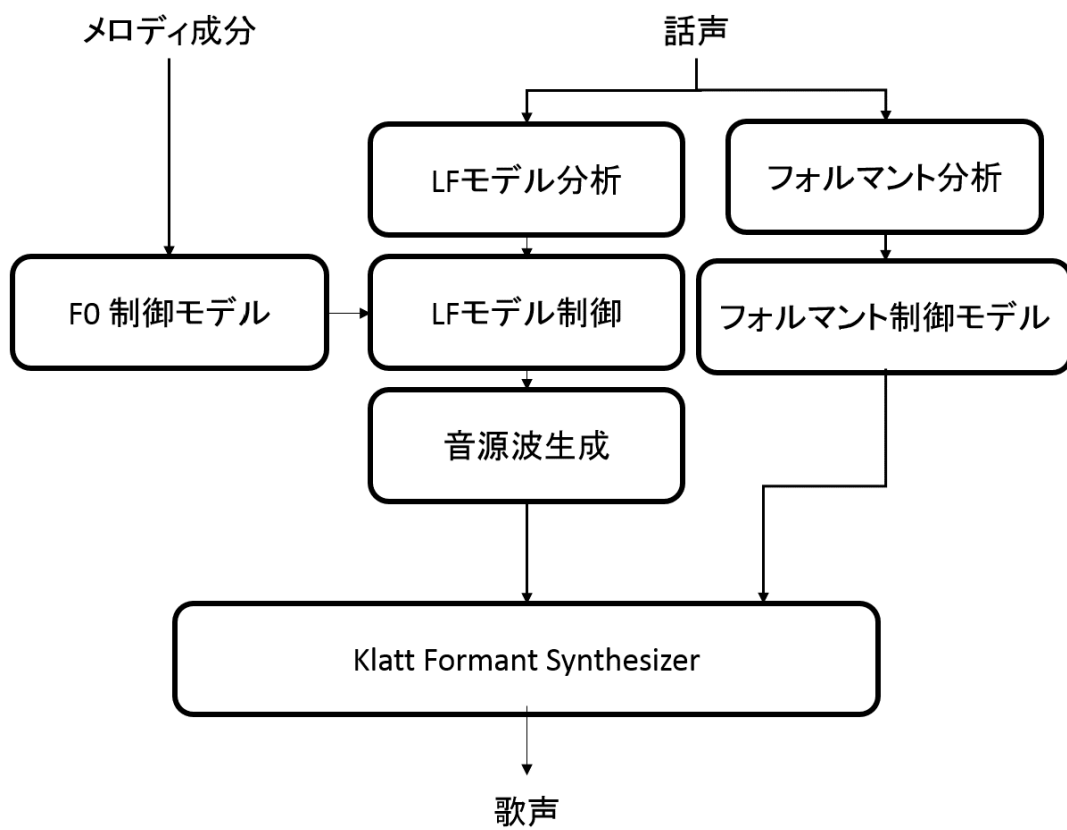 メロディ成分
話声
LFモデル分析
フォルマント分析
F0 制御モデル
LFモデル制御
フォルマント制御モデル
音源波生成
Klatt Formant Synthesizer
歌声